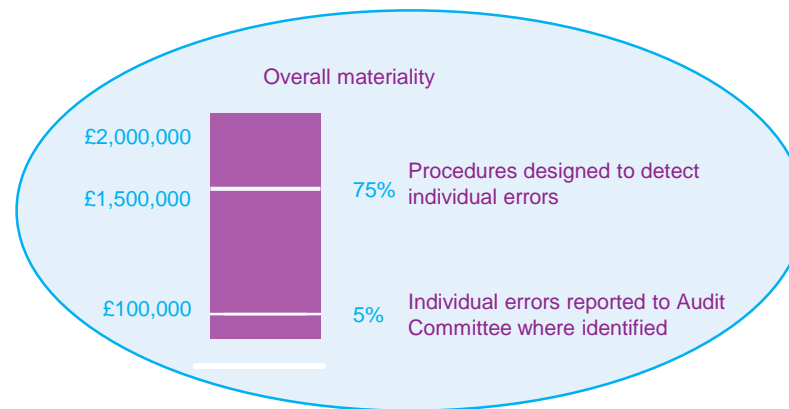 Overall materiality
£2,000,000
£1,500,000
75%
Procedures designed to detect
individual errors
£100,000
5%
Individual errors reported to Audit
Committee where identified